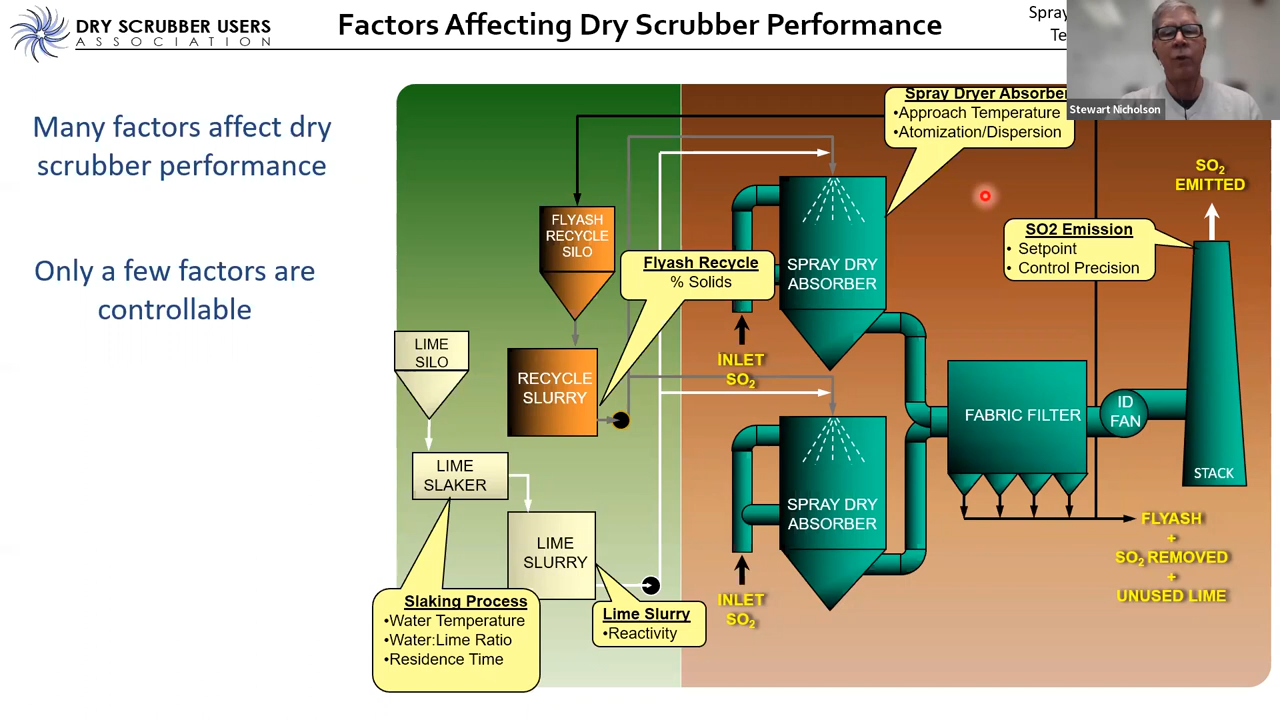 DRY SCRUBBER USERS
ASSOCIATION
Factors Affecting Dry Scrubber Performance
Spray
Te
Stewart Nicholson
Many factors affect dry
scrubber performance
Only a few factors are
controllable
Spray Dryer Absorber
•Approach Temperature
•Atomization/Dispersion
SO2
EMITTED
FLYASH
RECYCLE
SILO
SO2 Emission
• Setpoint
• Control Precision
Flyash Recycle
% Solids
SPRAY DRY
ABSORBER
LIME
SILO
INLET
SO2
RECYCLE
SLURRY
FABRIC FILTER
ID
FAN
STACK
LIME
SLAKER
SPRAY DRY
ABSORBER
LIME
SLURRY
FLYASH
+
SO2 REMOVED
+
UNUSED LIME
Slaking Process
•Water Temperature
•Water:Lime Ratio
•Residence Time
Lime Slurry
•Reactivity
INLET
SO2